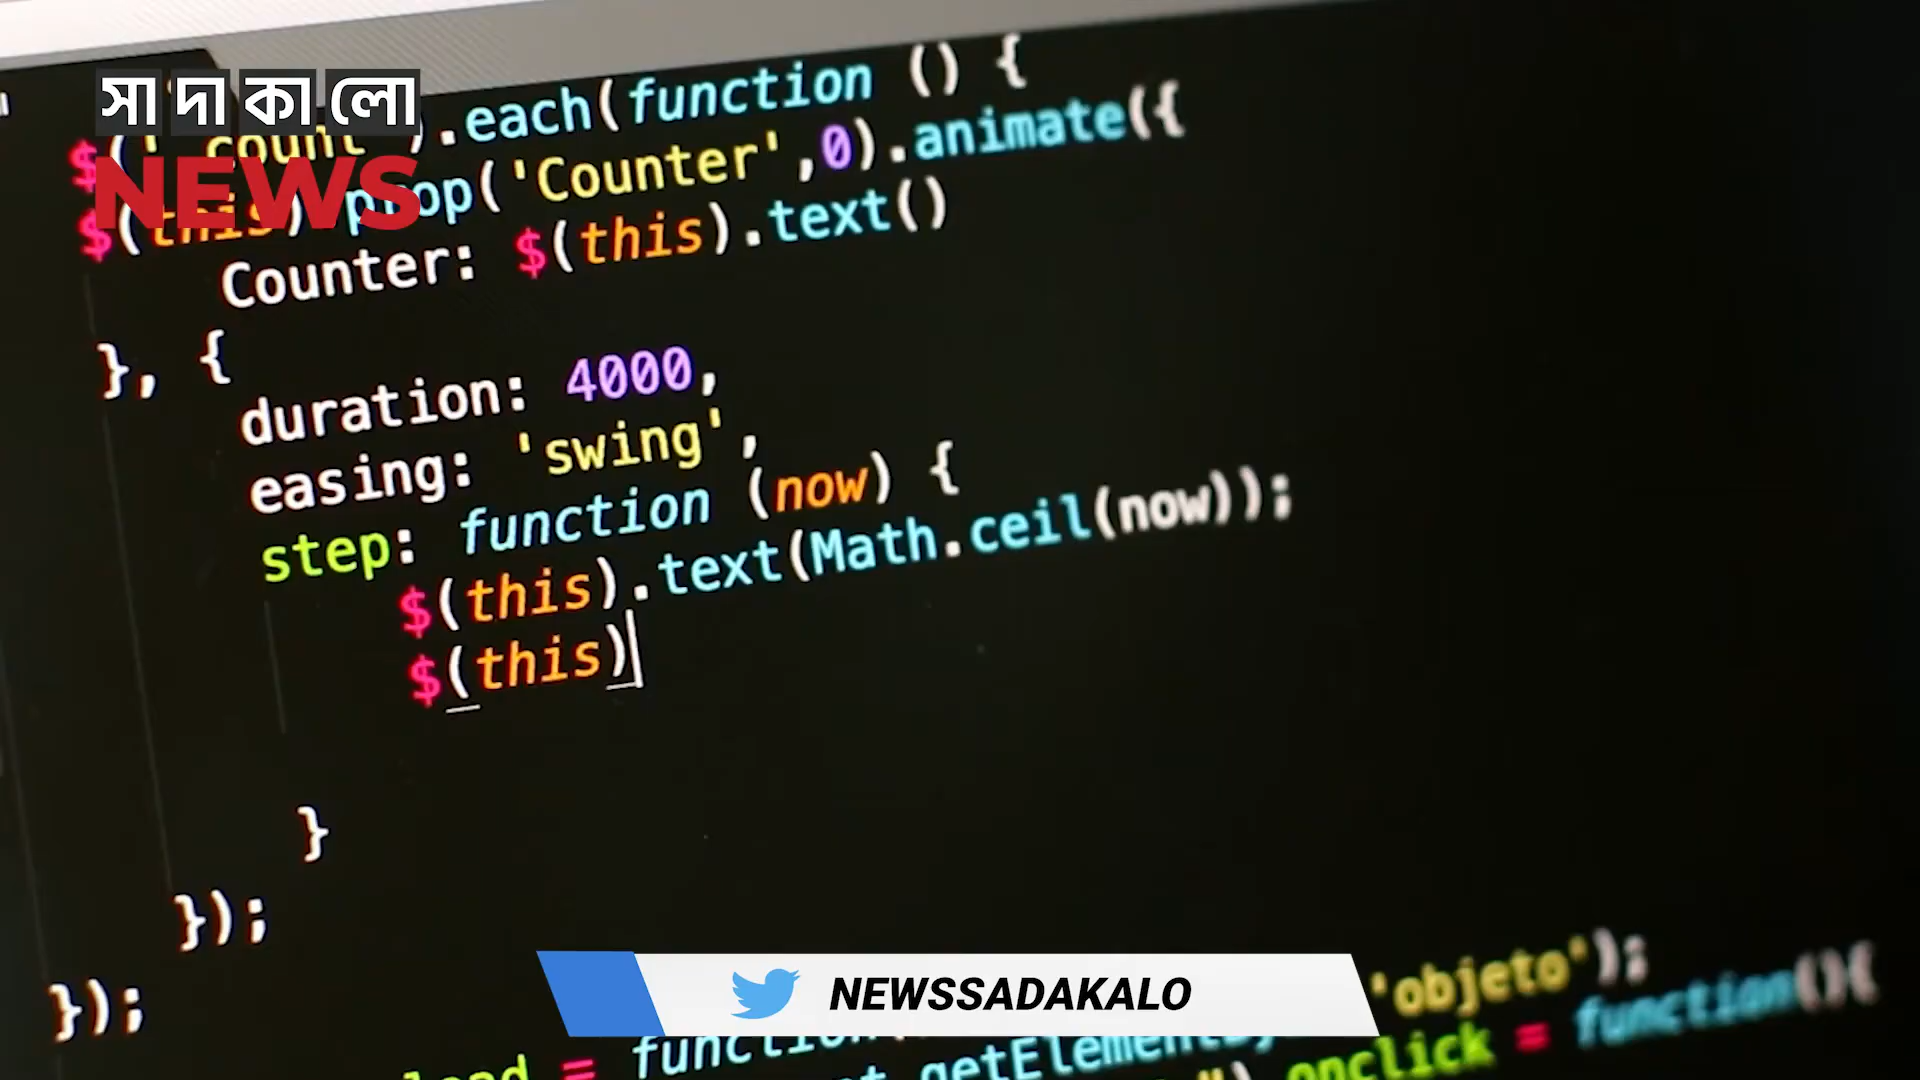 সাদাকালো
NEWS
$('.count').each(function () {
$(this).prop('Counter',0).animate({
Counter: $(this).text()
}, {
duration: 4000,
easing: 'swing',
step: function (now) {
$(this).text(Math.ceil(now));
$(this)
}
});
});
'objeto');
= function(
onclick = function(){
NEWSSADAKALO